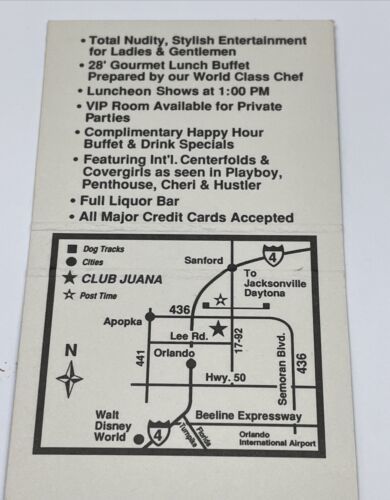 • Total Nudity, Stylish Entertainment
for Ladies & Gentlemen
• 28' Gourmet Lunch Buffet
Prepared by our World Class Chef
• Luncheon Shows at 1:00 PM
• VIP Room Available for Private
Parties
• Complimentary Happy Hour
Buffet & Drink Specials
• Featuring Int'l. Centerfolds &
Covergirls as seen in Playboy,
Penthouse, Cheri & Hustler
• Full Liquor Bar
• All Major Credit Cards Accepted
■ Dog Tracks
● Cities
★ CLUB JUANA
☆ Post Time
Sanford
4
To
Jacksonville
Daytona
436
Apopka
Lee Rd.
Orlando
441
17-92
Semoran Blvd.
436
N
Hwy. 50
Walt
Disney
World
4
Florida
Turnpike
Beeline Expressway
Orlando
International Airport